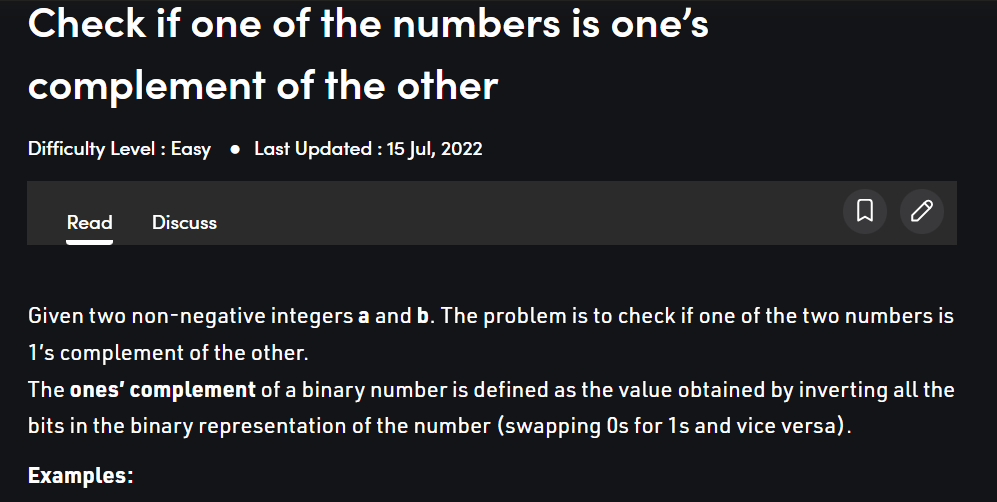 Check if one of the numbers is one’s
complement of the other
Difficulty Level : Easy ● Last Updated : 15 Jul, 2022
Read Discuss
Given two non-negative integers a and b. The problem is to check if one of the two numbers is
1’s complement of the other.
The ones’ complement of a binary number is defined as the value obtained by inverting all the
bits in the binary representation of the number (swapping 0s for 1s and vice versa).
Examples: